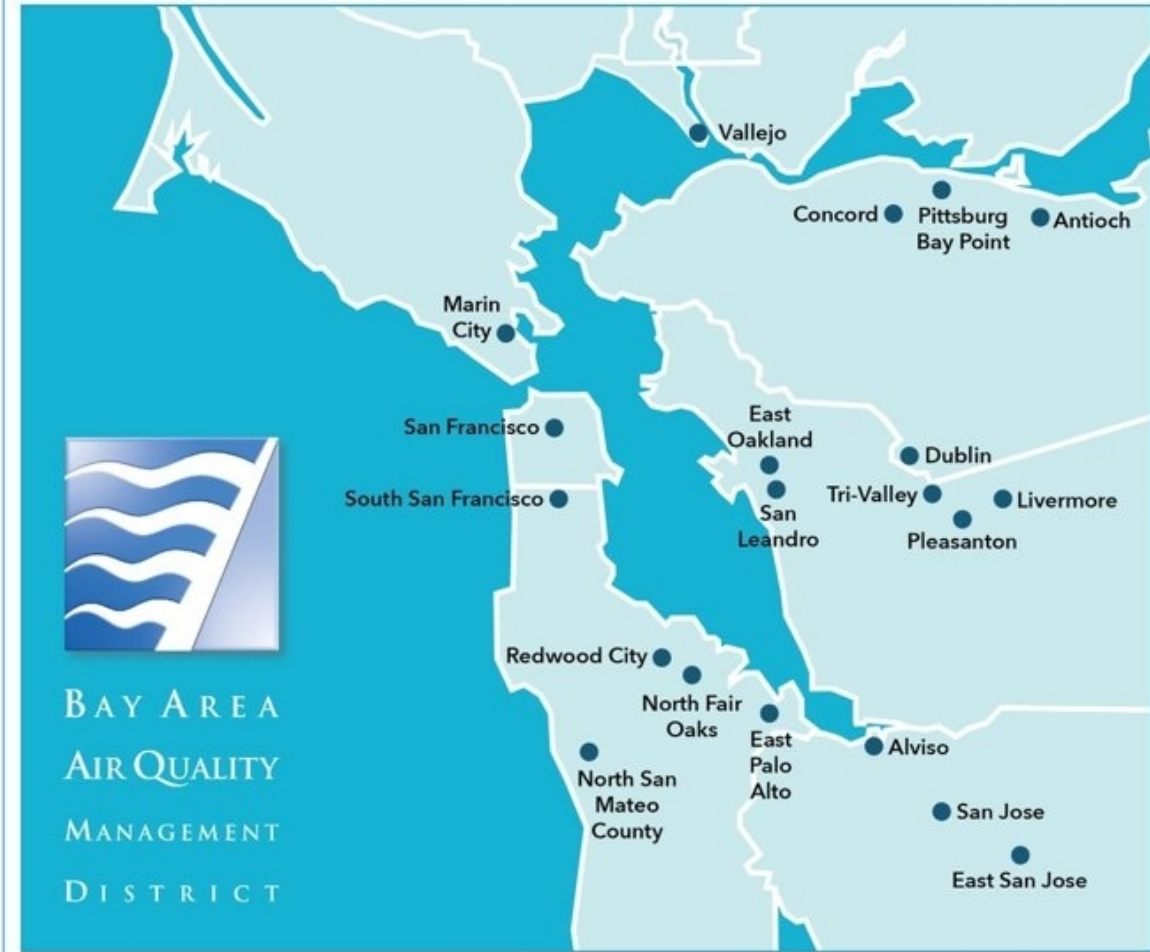 Vallejo
Concord
Pittsburg
Bay Point
Antioch
Marin
City
San Francisco
South San Francisco
East
Oakland
San
Leandro
Dublin
Tri-Valley
Livermore
Pleasanton
Redwood City
North Fair
Oaks
East
Palo
Alto
Alviso
North San
Mateo
County
San Jose
East San Jose
BAY AREA
AIR QUALITY
MANAGEMENT
DISTRICT